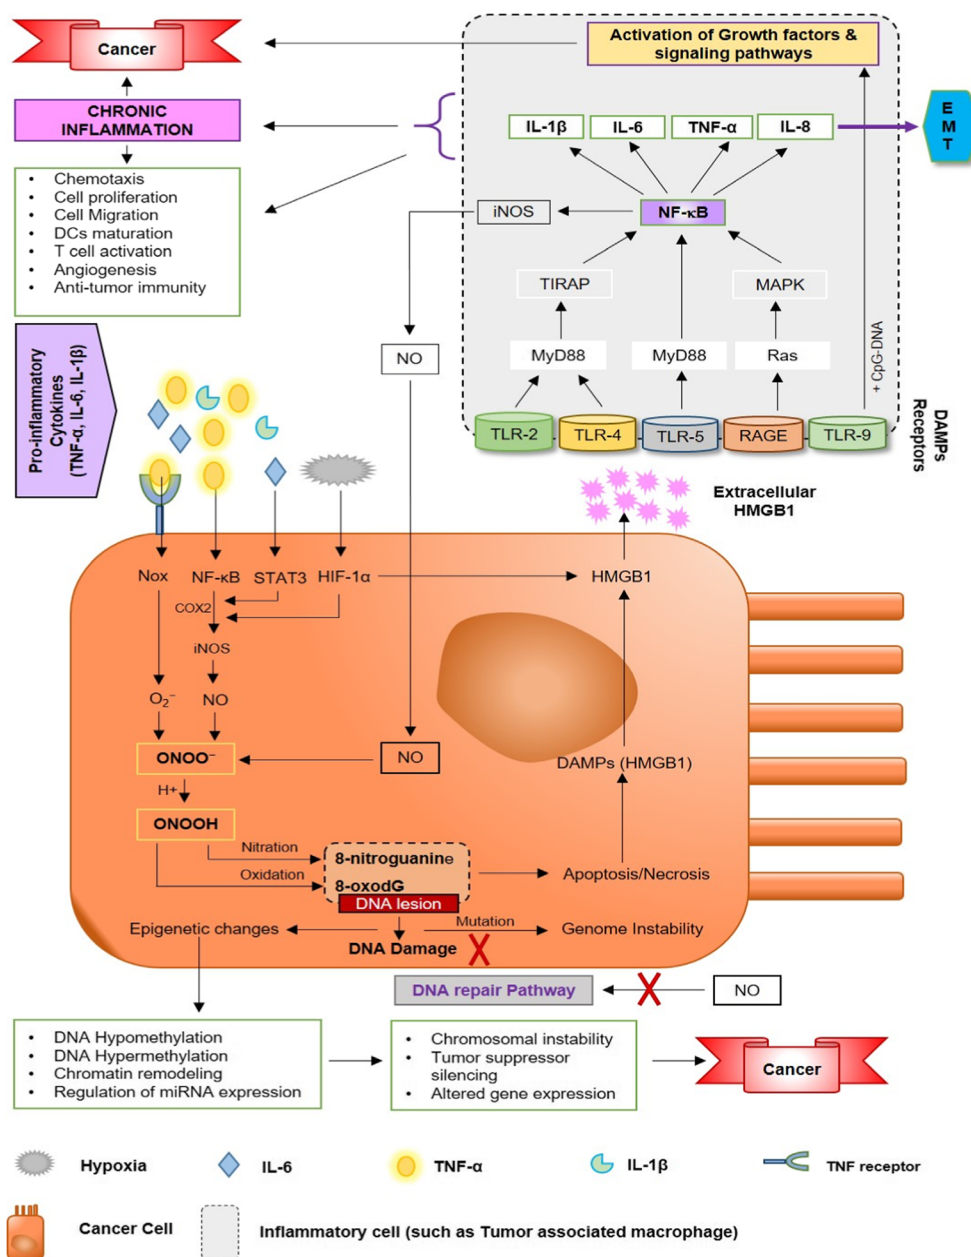 Cancer
Activation of Growth factors &
signaling pathways
CHRONIC
INFLAMMATION
IL-1β
IL-6
TNF-α
IL-8
E
M
T
• Chemotaxis
• Cell proliferation
• Cell Migration
• DCs maturation
• T cell activation
• Angiogenesis
• Anti-tumor immunity
iNOS
NF-κB
TIRAP
MAPK
NO
MyD88
MyD88
Ras
+ CpG-DNA
TLR-2
TLR-4
TLR-5
RAGE
TLR-9
DAMPs
Receptors
Pro-inflammatory
Cytokines
(TNF-α, IL-6, IL-1β)
Extracellular
HMGB1
Nox
NF-κB
STAT3
HIF-1α
HMGB1
COX2
iNOS
O₂⁻
NO
ONOO⁻
NO
DAMPs (HMGB1)
H+
ONOOH
Nitration
8-nitroguanine
Oxidation
8-oxodG
DNA lesion
Apoptosis/Necrosis
Epigenetic changes
Mutation
Genome Instability
DNA Damage
DNA repair Pathway
NO
• DNA Hypomethylation
• DNA Hypermethylation
• Chromatin remodeling
• Regulation of miRNA expression
• Chromosomal instability
• Tumor suppressor
silencing
• Altered gene expression
Cancer
Hypoxia
IL-6
TNF-α
IL-1β
TNF receptor
Cancer Cell
Inflammatory cell (such as Tumor associated macrophage)